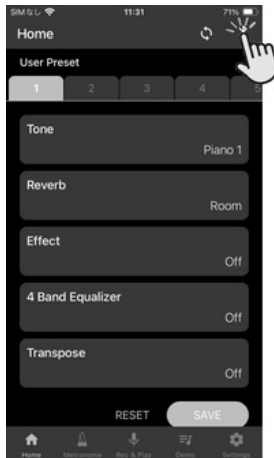 SIMなし 11:31 71%
Home
User Preset
1 2 3 4 5
Tone
Piano 1
Reverb
Room
Effect
Off
4 Band Equalizer
Off
Transpose
Off
RESET SAVE
Home Metronome Rec & Play Demo Settings